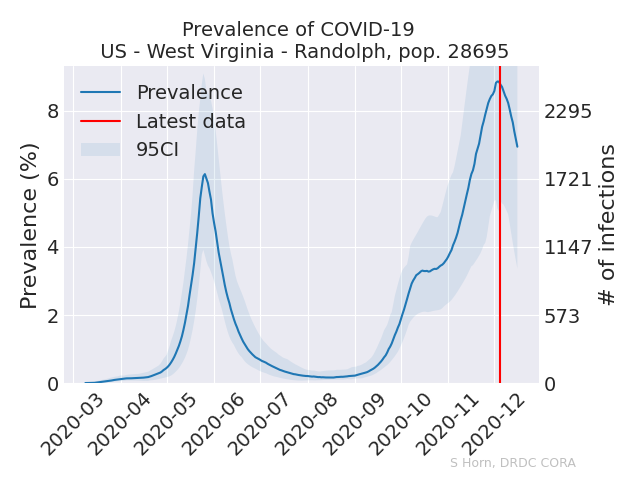 Prevalence of COVID-19
US - West Virginia - Randolph, pop. 28695
Prevalence
Latest data
95CI
Prevalence (%)
8
6
4
2
0
2295
1721
1147
573
0
# of infections
2020-03
2020-04
2020-05
2020-06
2020-07
2020-08
2020-09
2020-10
2020-11
2020-12
S Horn, DRDC CORA